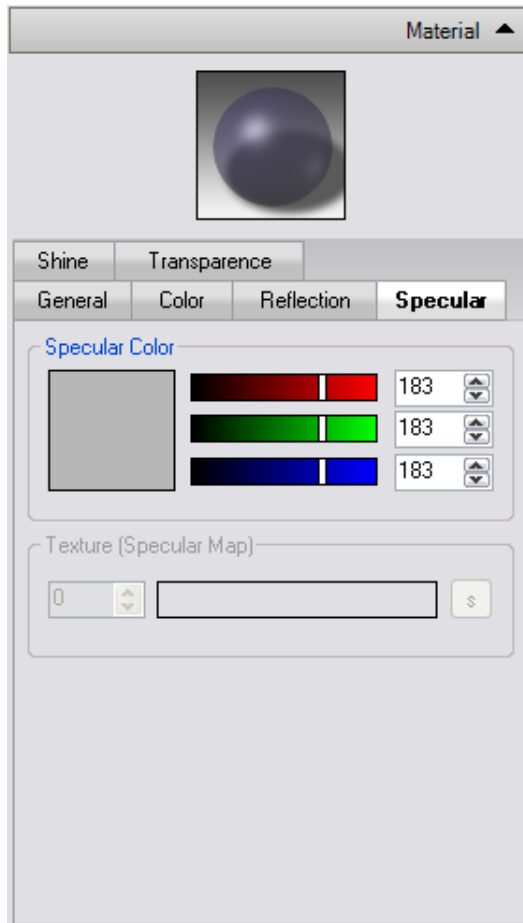 Material
Shine Transparence
General Color Reflection Specular
Specular Color
183
183
183
Texture (Specular Map)
0 s